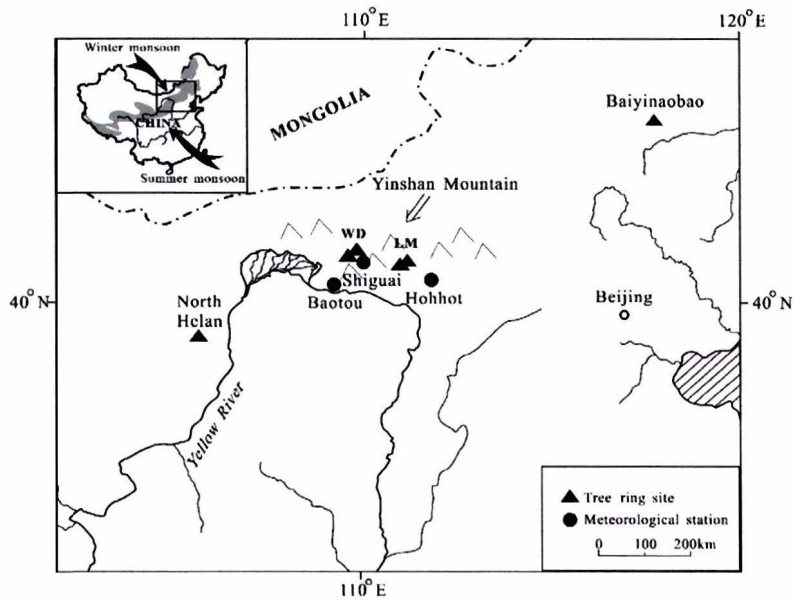 110°E
120°E
Winter monsoon
CHINA
Summer monsoon
MONGOLIA
Baiyinaobao
Yinshan Mountain
WD
LM
Shiguai
Baotou
Hohhot
40°N
40°N
North
Helan
Beijing
Yellow River
Tree ring site
Meteorological station
0 100 200km
110°E